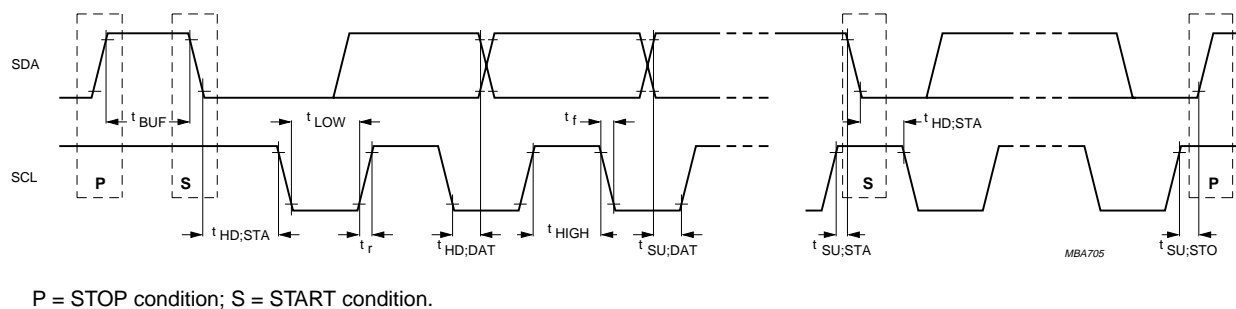 SDA
t BUF
t LOW
t f
t HD;STA
SCL
P
S
S
P
t HD;STA
t r
t HD;DAT
t HIGH
t SU;DAT
t SU;STA
MBA705
t SU;STO
P = STOP condition; S = START condition.